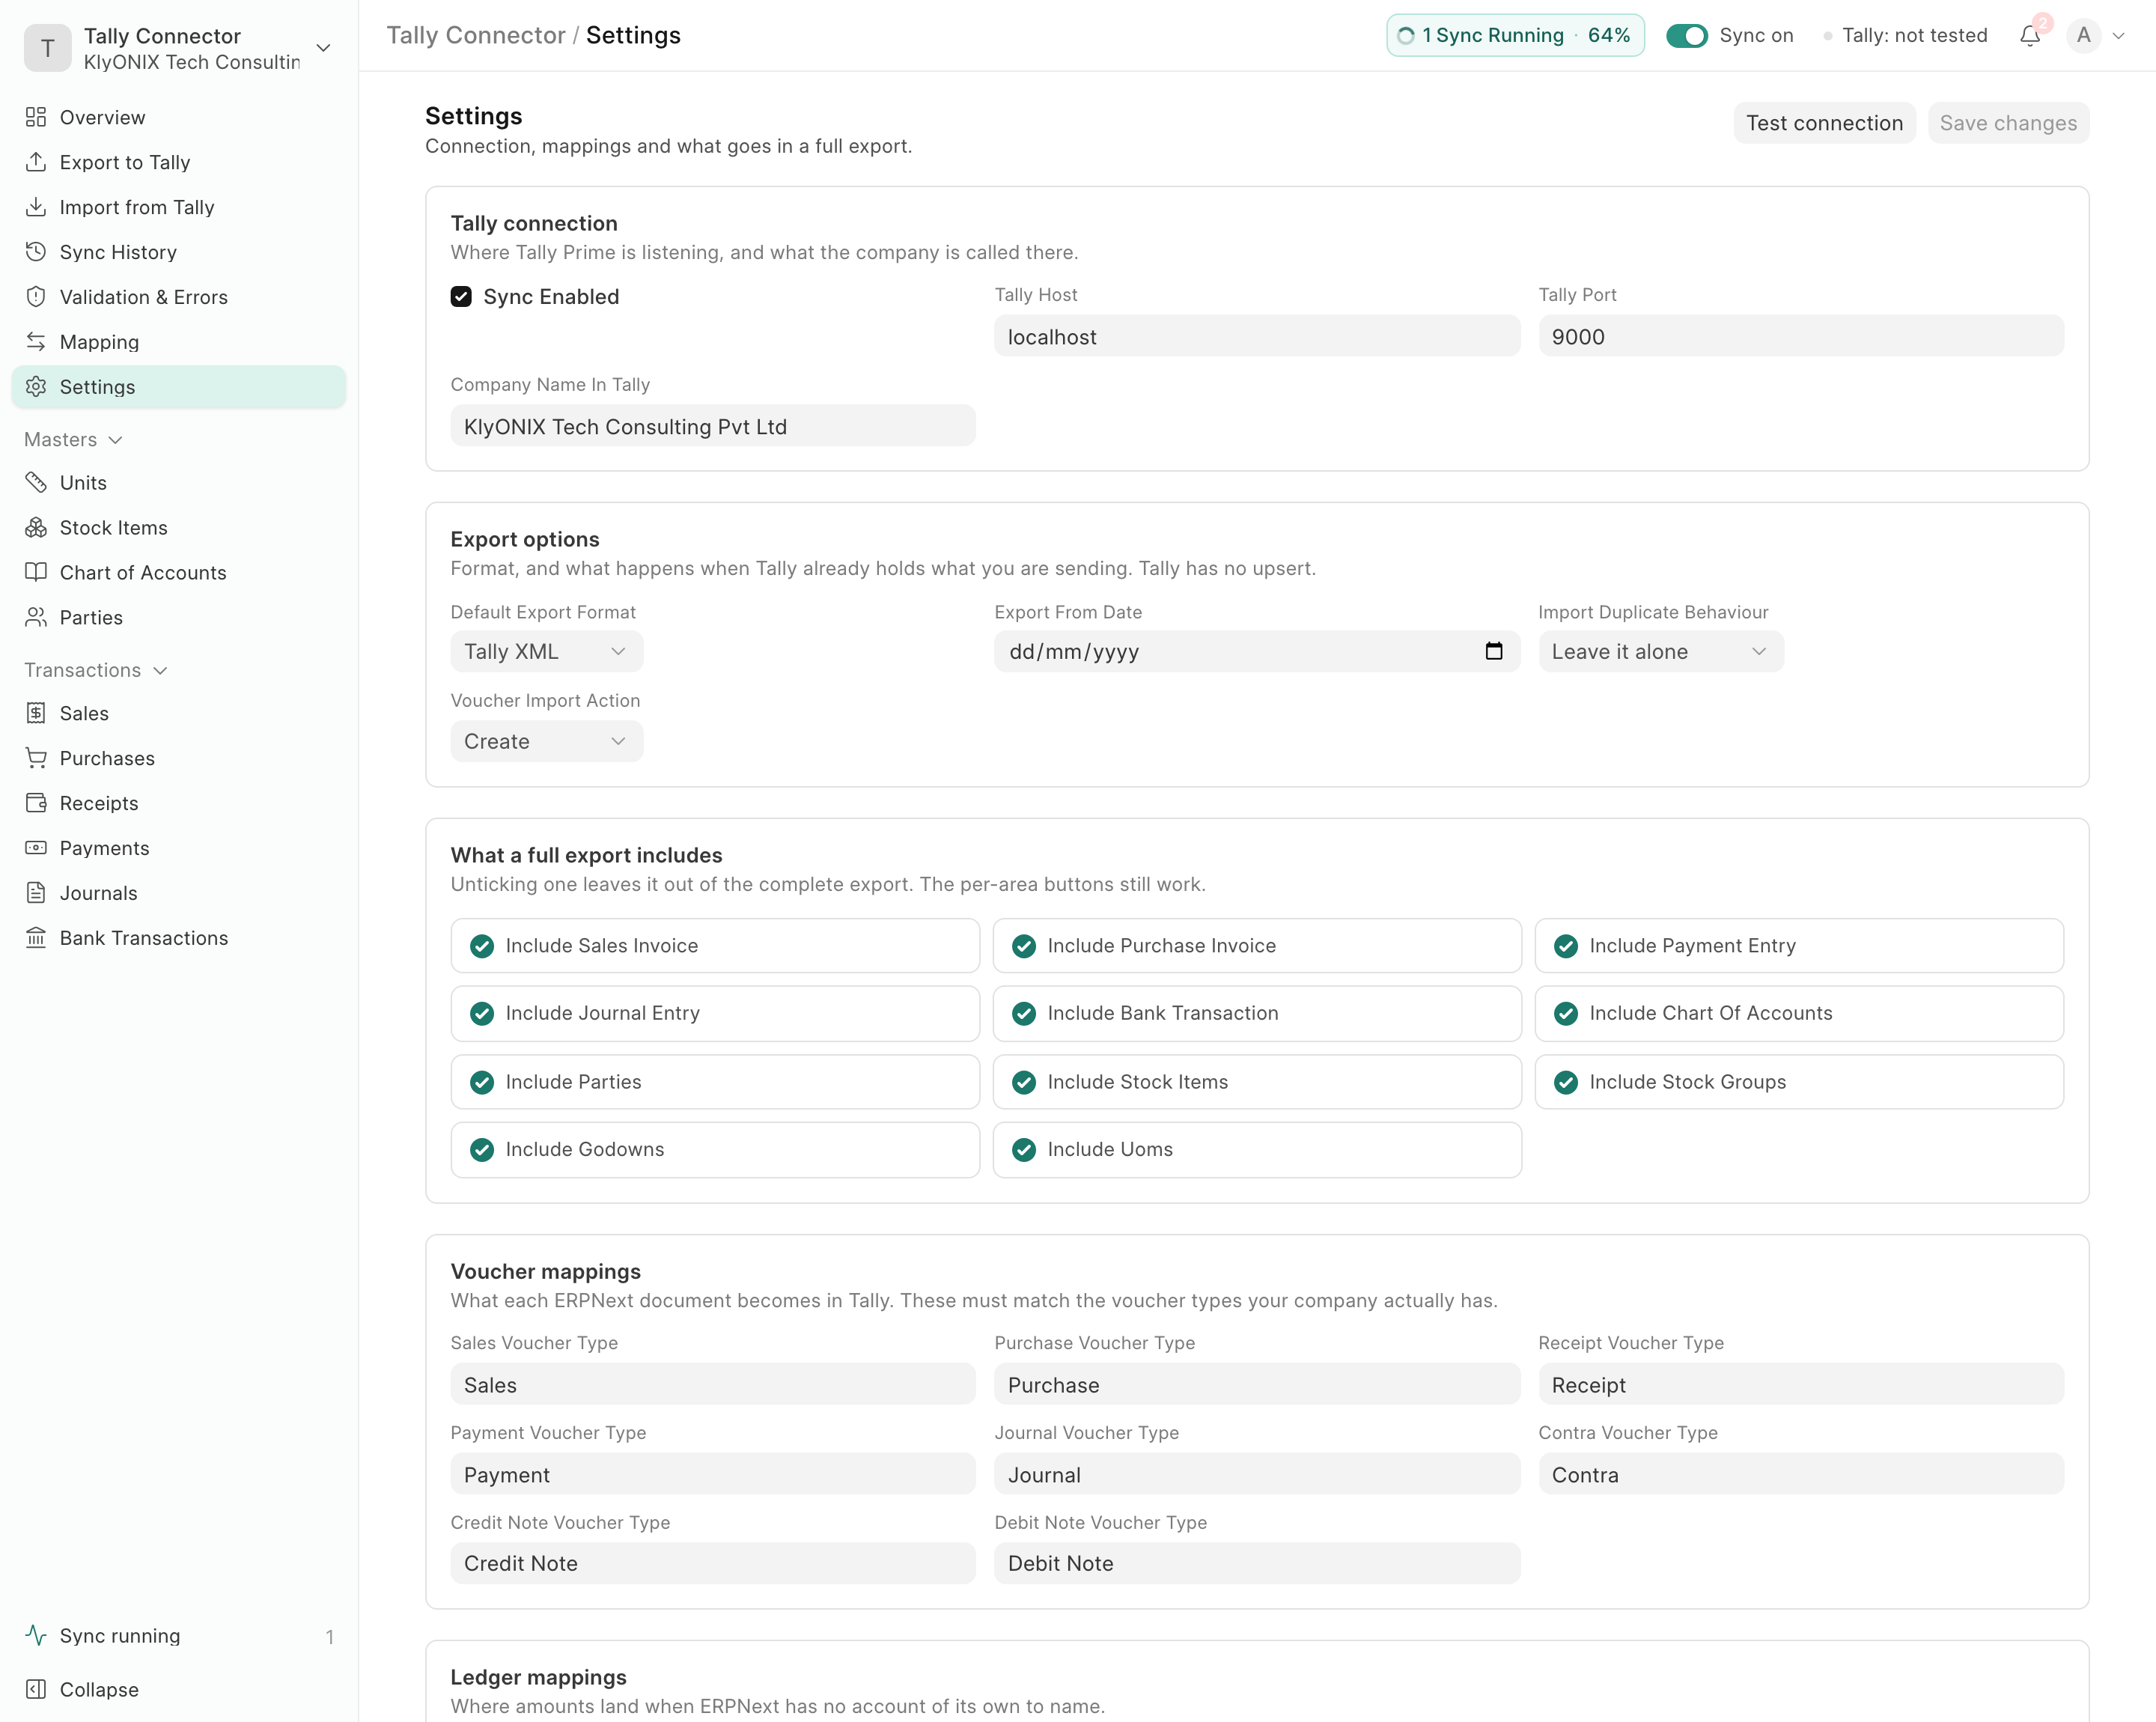 T
Tally Connector
KlyONIX Tech Consultin
Overview
Export to Tally
Import from Tally
Sync History
Validation & Errors
Mapping
Settings
Masters
Units
Stock Items
Chart of Accounts
Parties
Transactions
Sales
Purchases
Receipts
Payments
Journals
Bank Transactions
Sync running 1
Collapse
Tally Connector / Settings
1 Sync Running · 64%
Sync on
Tally: not tested
2
A
Settings
Connection, mappings and what goes in a full export.
Test connection
Save changes
Tally connection
Where Tally Prime is listening, and what the company is called there.
Sync Enabled
Tally Host
localhost
Tally Port
9000
Company Name In Tally
KlyONIX Tech Consulting Pvt Ltd
Export options
Format, and what happens when Tally already holds what you are sending. Tally has no upsert.
Default Export Format
Tally XML
Export From Date
dd/mm/yyyy
Import Duplicate Behaviour
Leave it alone
Voucher Import Action
Create
What a full export includes
Unticking one leaves it out of the complete export. The per-area buttons still work.
Include Sales Invoice
Include Purchase Invoice
Include Payment Entry
Include Journal Entry
Include Bank Transaction
Include Chart Of Accounts
Include Parties
Include Stock Items
Include Stock Groups
Include Godowns
Include Uoms
Voucher mappings
What each ERPNext document becomes in Tally. These must match the voucher types your company actually has.
Sales Voucher Type
Sales
Purchase Voucher Type
Purchase
Receipt Voucher Type
Receipt
Payment Voucher Type
Payment
Journal Voucher Type
Journal
Contra Voucher Type
Contra
Credit Note Voucher Type
Credit Note
Debit Note Voucher Type
Debit Note
Ledger mappings
Where amounts land when ERPNext has no account of its own to name.